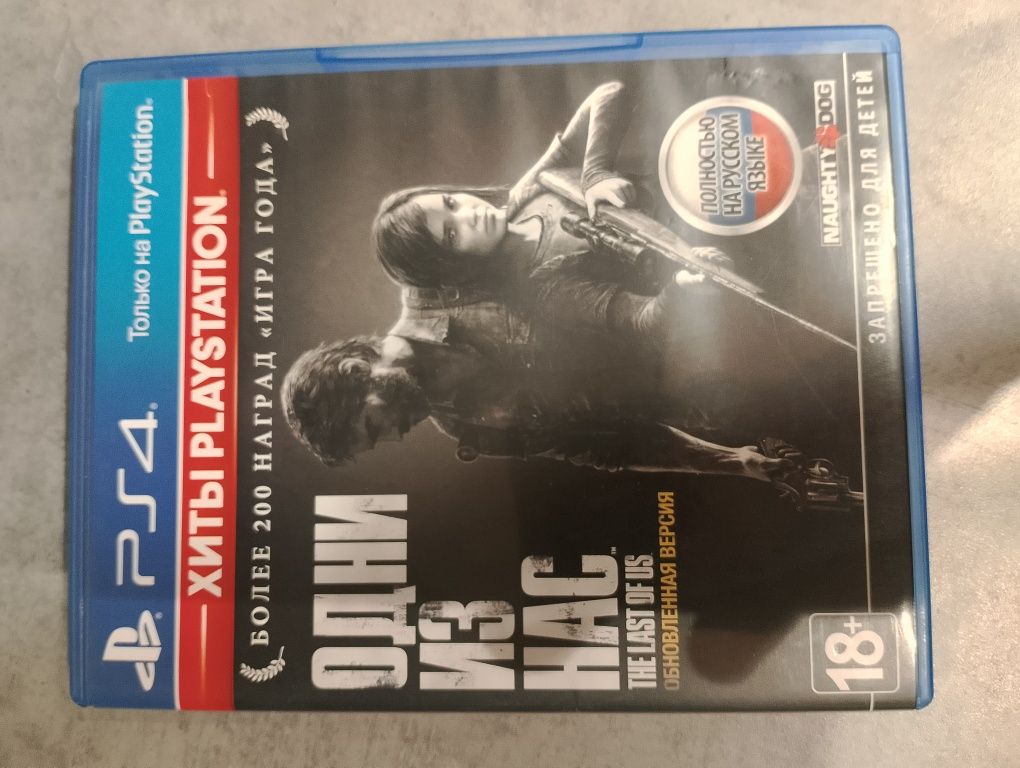 PS4
Только на PlayStation
ХИТЫ PLAYSTATION
БОЛЕЕ 200 НАГРАД «ИГРА ГОДА»
ОДНИ
ИЗ
НАС™
THE LAST OF US
ОБНОВЛЕННАЯ ВЕРСИЯ
ПОЛНОСТЬЮ
НА РУССКОМ
ЯЗЫКЕ
NAUGHTY DOG
18+
ЗАПРЕЩЕНО ДЛЯ ДЕТЕЙ